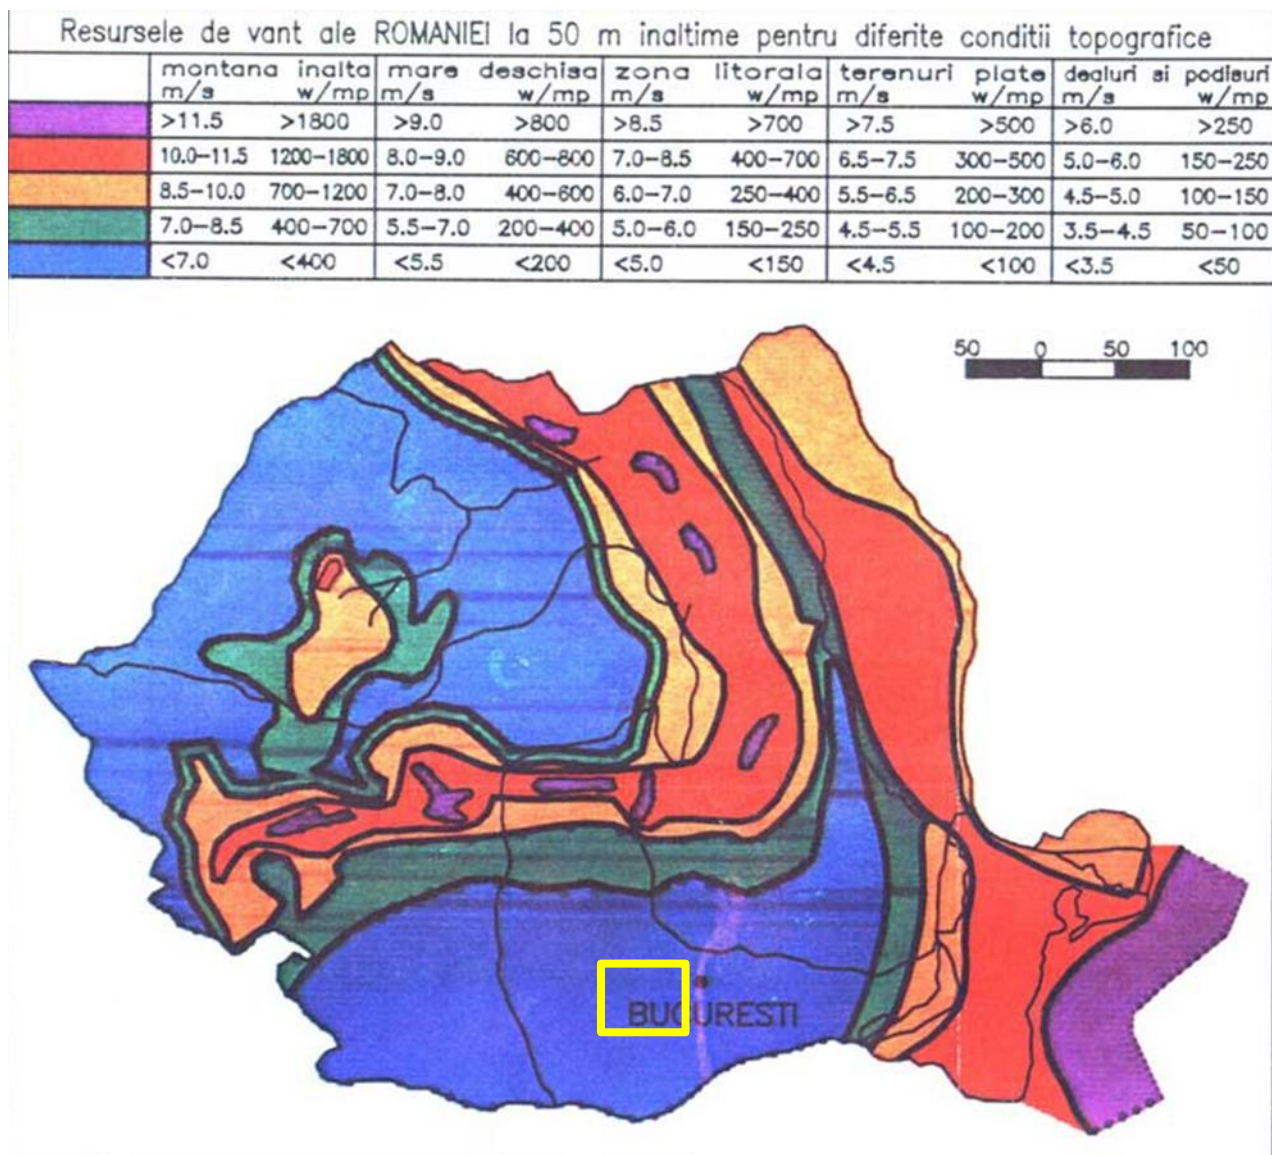 Resursele de vant ale ROMANIEI la 50 m inaltime pentru diferite conditii topografice
montana inalta mare deschisa zona litorala terenuri plate dealuri si podisuri
m/s w/mp m/s w/mp m/s w/mp m/s w/mp m/s w/mp
>11.5 >1800 >9.0 >800 >8.5 >700 >7.5 >500 >6.0 >250
10.0-11.5 1200-1800 8.0-9.0 600-800 7.0-8.5 400-700 6.5-7.5 300-500 5.0-6.0 150-250
8.5-10.0 700-1200 7.0-8.0 400-600 6.0-7.0 250-400 5.5-6.5 200-300 4.5-5.0 100-150
7.0-8.5 400-700 5.5-7.0 200-400 5.0-6.0 150-250 4.5-5.5 100-200 3.5-4.5 50-100
<7.0 <400 <5.5 <200 <5.0 <150 <4.5 <100 <3.5 <50
50 0 50 100
BUCURESTI